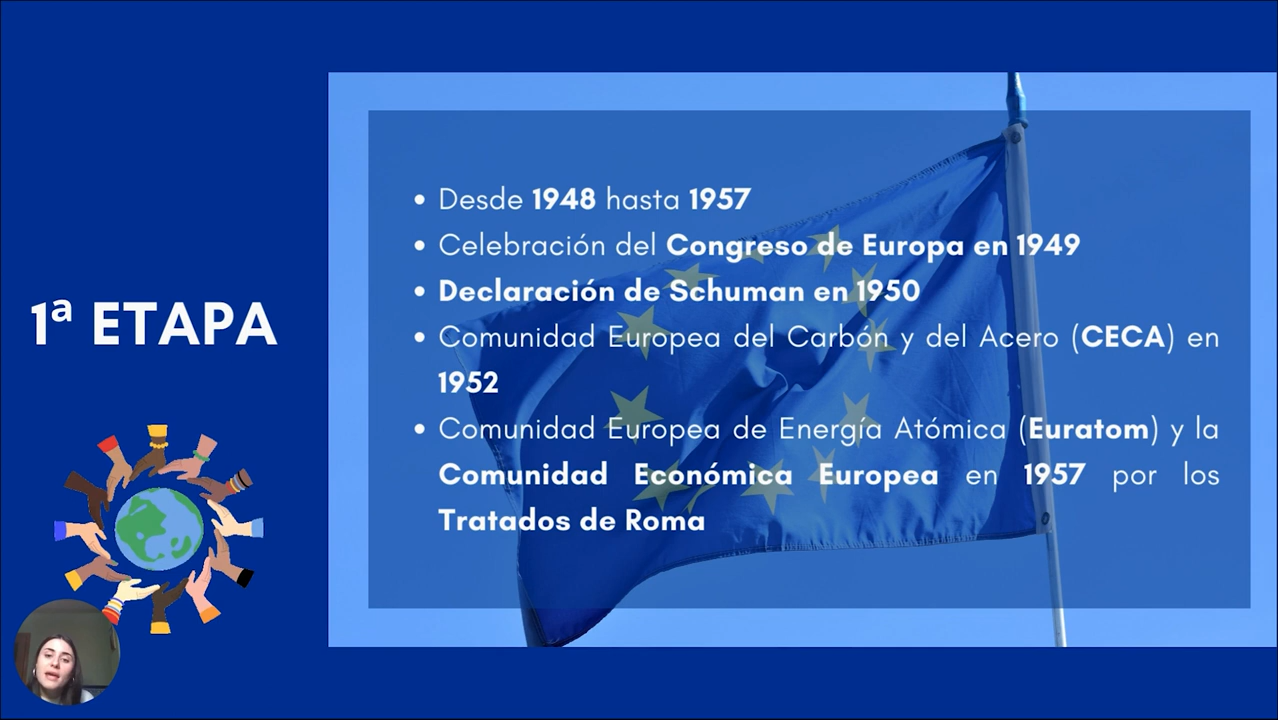 1ª ETAPA
• Desde 1948 hasta 1957
• Celebración del Congreso de Europa en 1949
• Declaración de Schuman en 1950
• Comunidad Europea del Carbón y del Acero (CECA) en
1952
• Comunidad Europea de Energía Atómica (Euratom) y la
Comunidad Económica Europea en 1957 por los
Tratados de Roma